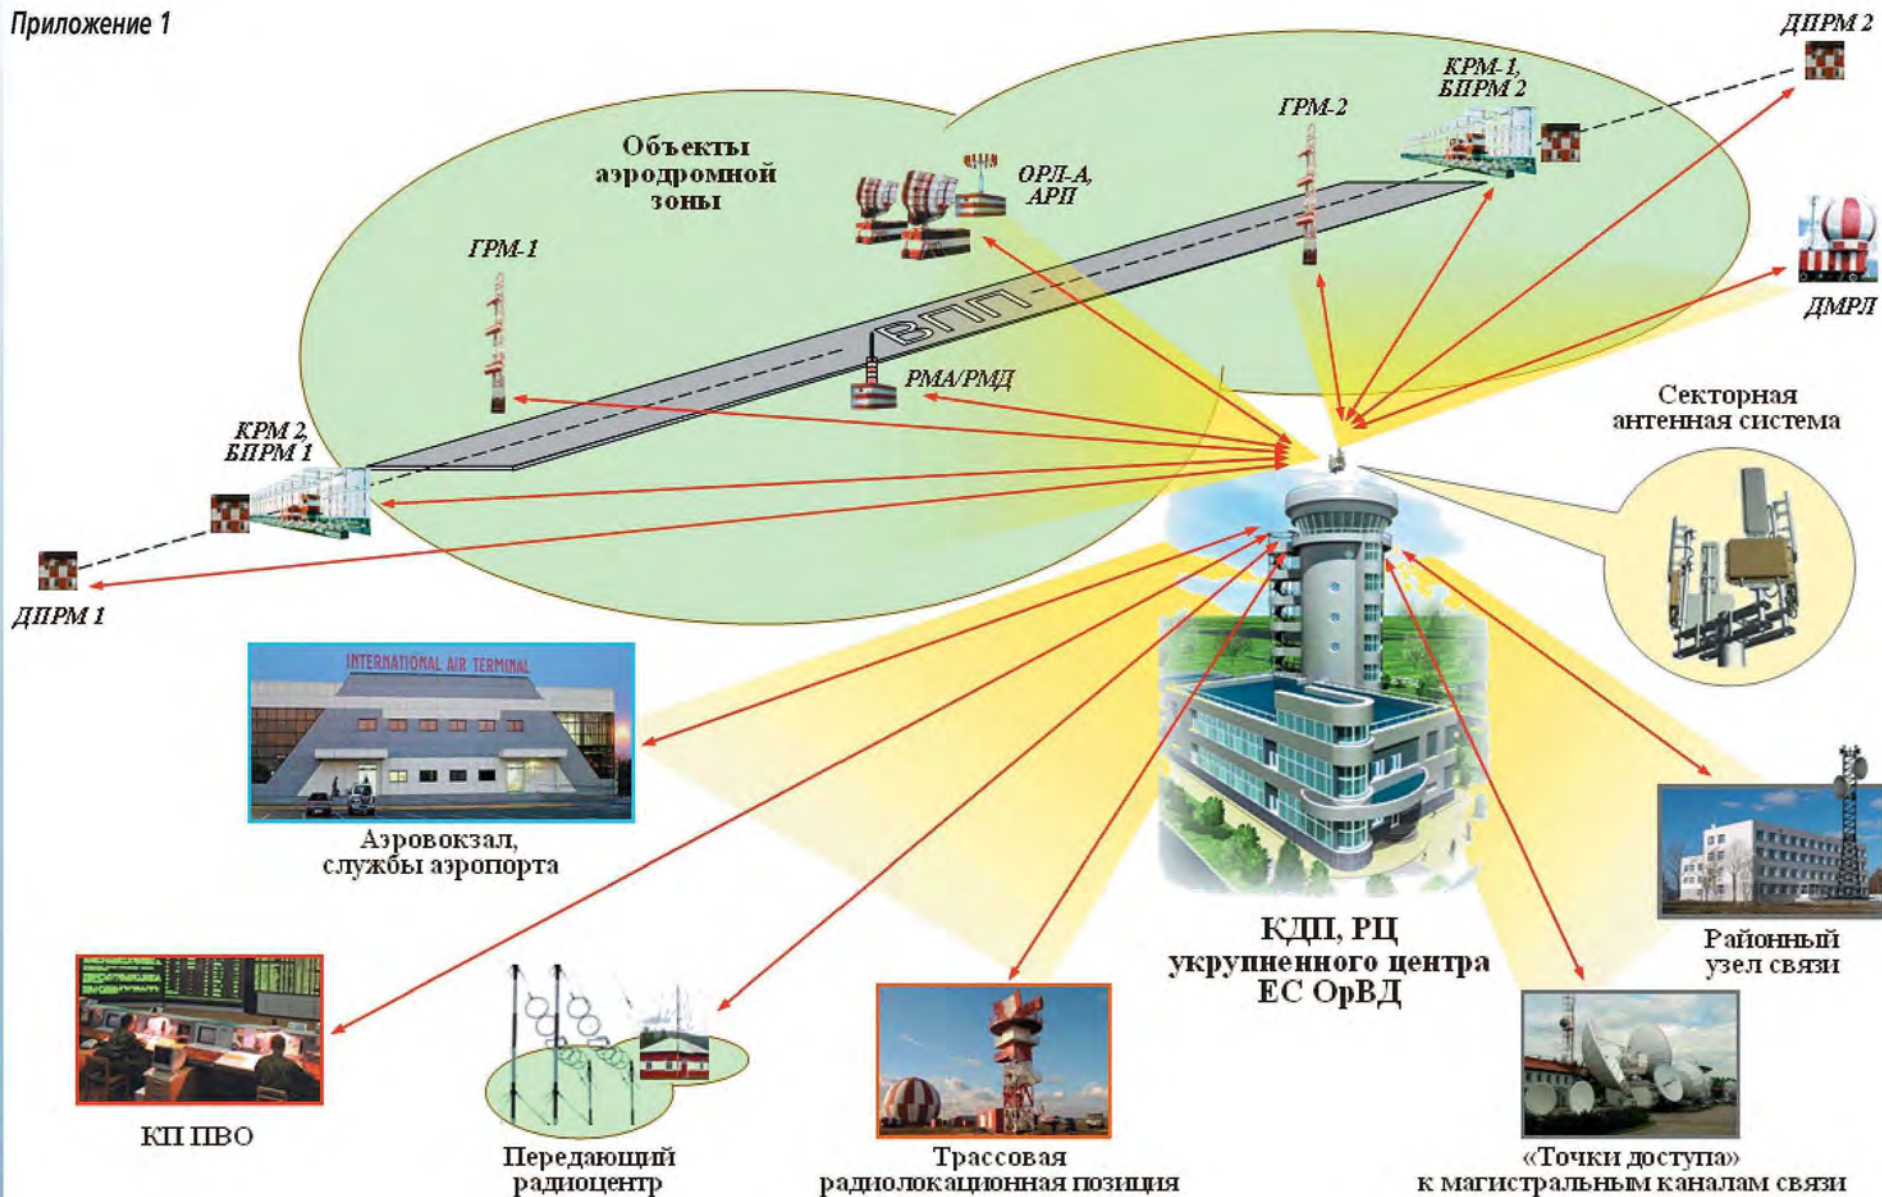 Приложение 1
ДПРМ 2
КРМ-1,
БПРМ 2
ГРМ-2
Объекты
аэродромной
зоны
ОРЛ-А,
АРП
ГРМ-1
ВПП
ДМРЛ
РМА/РМД
Секторная
антенная система
КРМ 2,
БПРМ 1
ДПРМ 1
INTERNATIONAL AIR TERMINAL
Аэровокзал,
службы аэропорта
КДП, РЦ
укрупненного центра
ЕС ОрВД
Районный
узел связи
КП ПВО
Передающий
радиоцентр
Трассовая
радиолокационная позиция
«Точки доступа»
к магистральным каналам связи